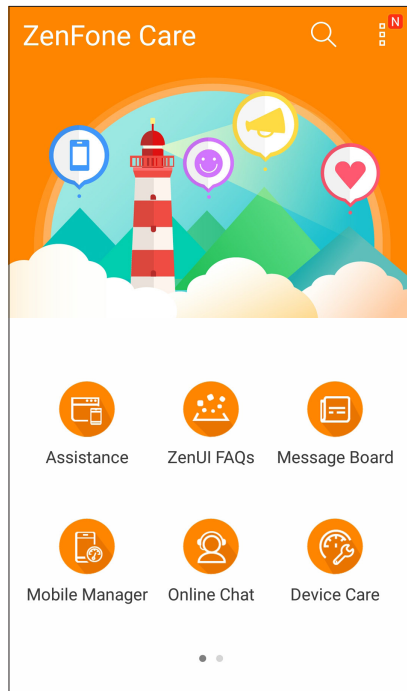 ZenFone Care
N
Assistance
ZenUI FAQs
Message Board
Mobile Manager
Online Chat
Device Care